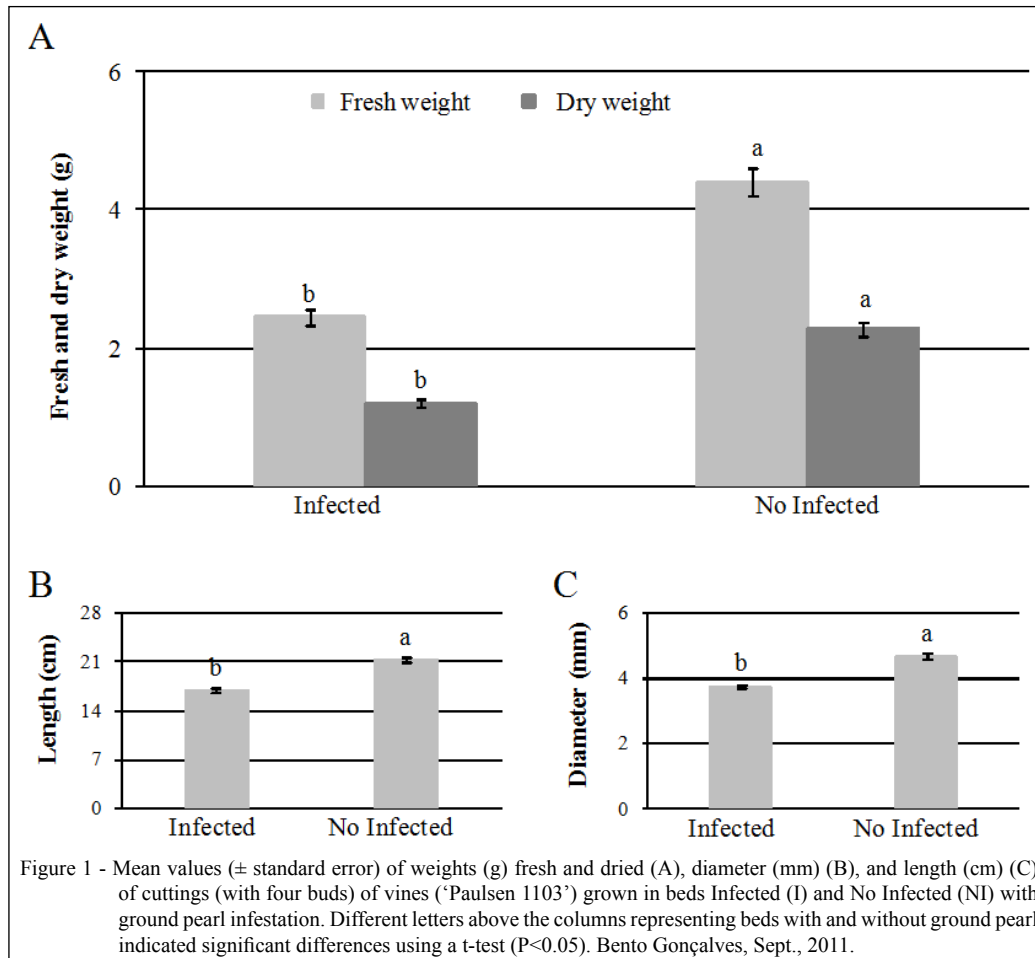 A
6
Fresh weight
Dry weight
a
4
b
a
2
b
0
Fresh and dry weight (g)
Infected
No Infected
B
28
21
14
7
0
Length (cm)
b
a
Infected
No Infected
C
6
4
2
0
Diameter (mm)
b
a
Infected
No Infected
Figure 1 - Mean values (± standard error) of weights (g) fresh and dried (A), diameter (mm) (B), and length (cm) (C)
of cuttings (with four buds) of vines (‘Paulsen 1103’) grown in beds Infected (I) and No Infected (NI) with
ground pearl infestation. Different letters above the columns representing beds with and without ground pearl
indicated significant differences using a t-test (P<0.05). Bento Gonçalves, Sept., 2011.